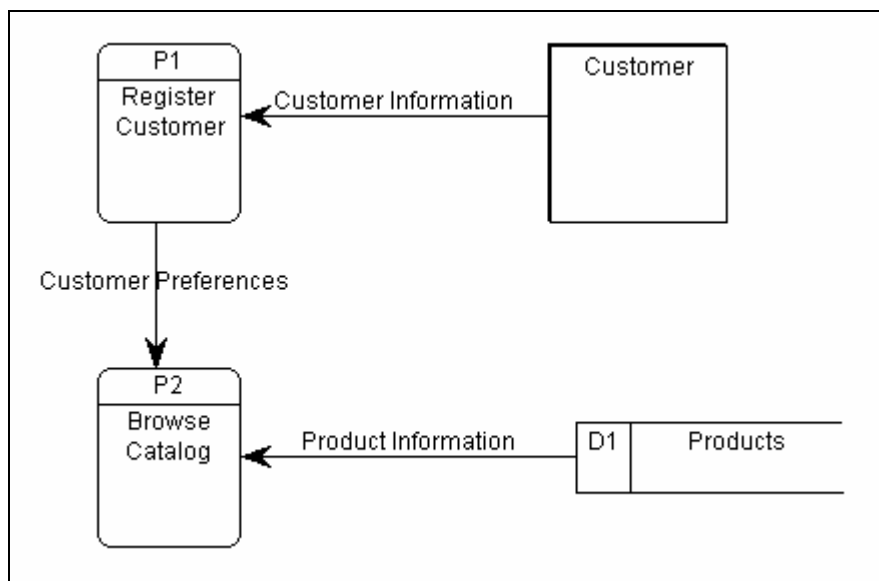 P1
Register
Customer
Customer Information
Customer
Customer Preferences
P2
Browse
Catalog
Product Information
D1
Products